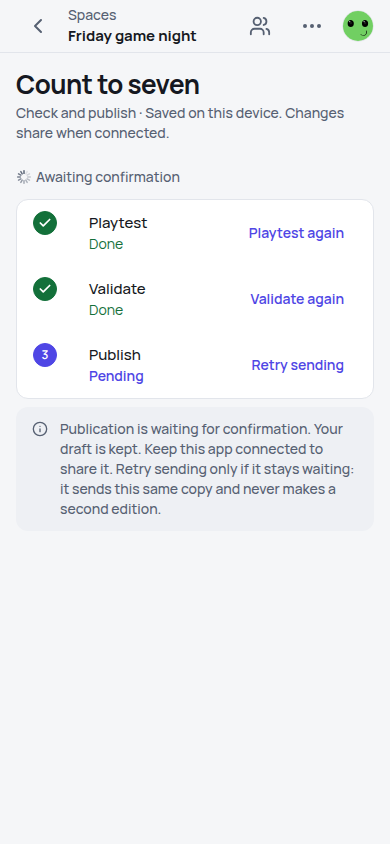 Spaces
Friday game night
Count to seven
Check and publish · Saved on this device. Changes
share when connected.
Awaiting confirmation
Playtest
Done
Playtest again
Validate
Done
Validate again
3
Publish
Pending
Retry sending
Publication is waiting for confirmation. Your
draft is kept. Keep this app connected to
share it. Retry sending only if it stays waiting:
it sends this same copy and never makes a
second edition.